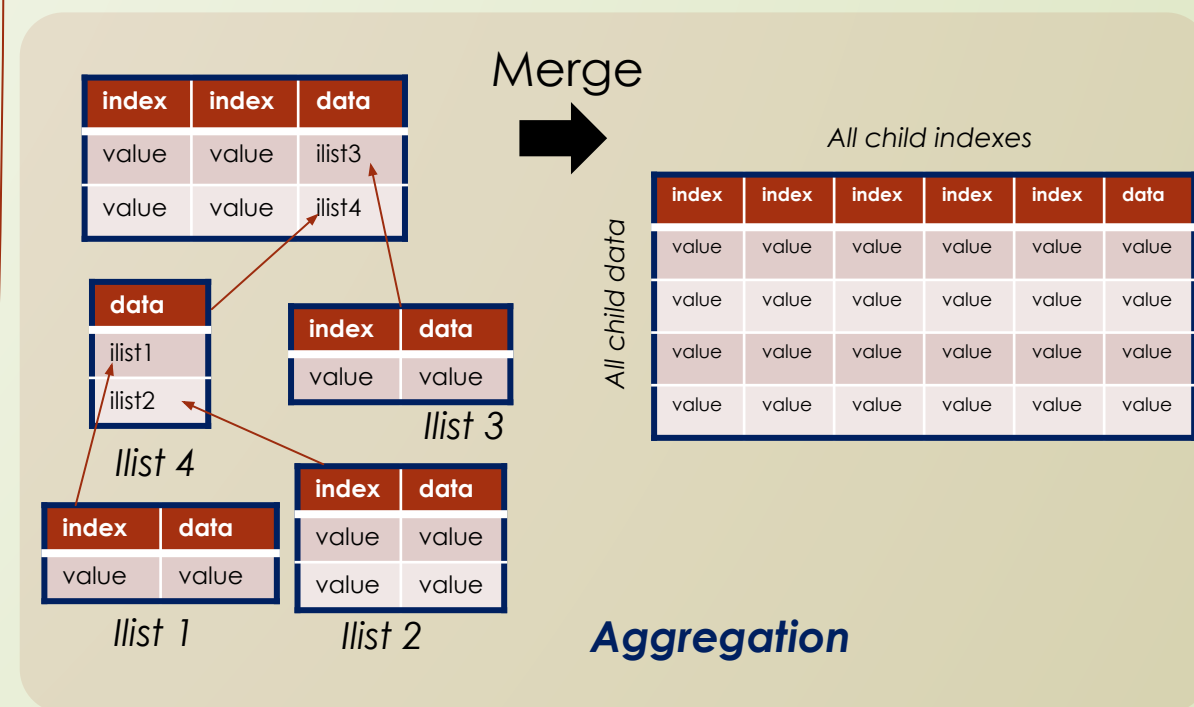 Merge
index index data
value value ilist3
value value ilist4
data
ilist1
ilist2
Ilist 4
index data
value value
Ilist 3
index data
value value
Ilist 1
index data
value value
value value
Ilist 2
All child indexes
All child data
index index index index index data
value value value value value value
value value value value value value
value value value value value value
value value value value value value
Aggregation